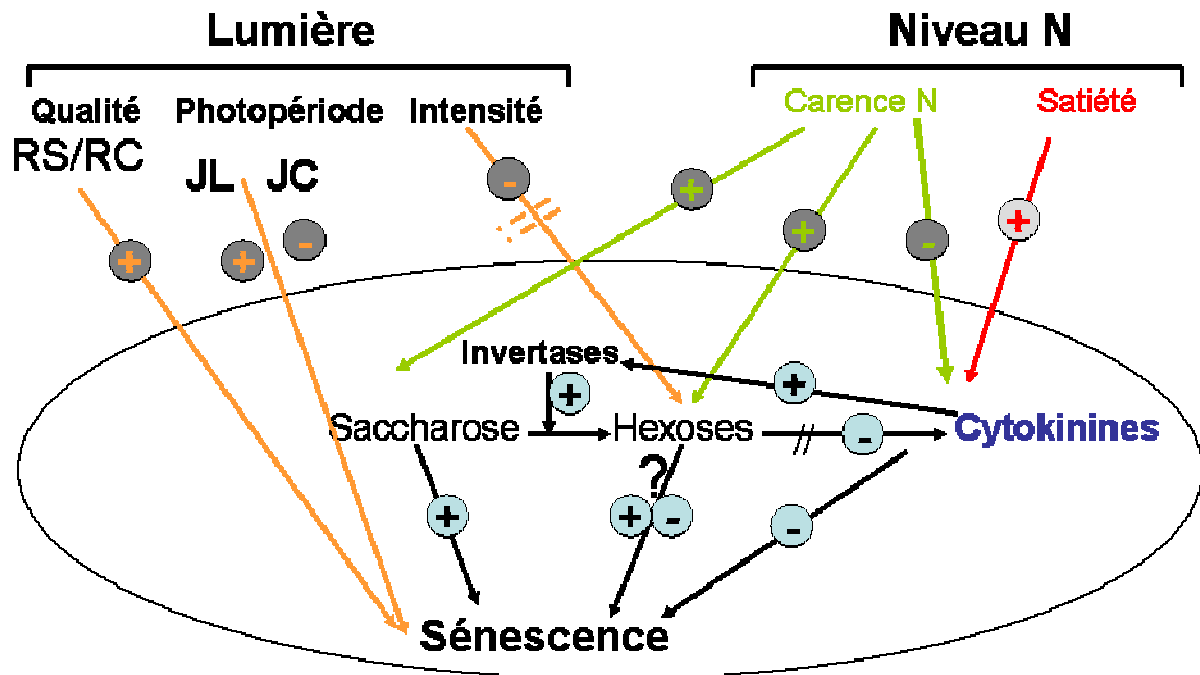 Lumière
Niveau N
Qualité Photopériode Intensité
Carence N Satiété
RS/RC
JL JC
-
+
+
+
-
+
+
+
-
Invertases
+
+
Saccharose Hexoses Cytokinines
//
-
?
+
+ -
-
Sénescence